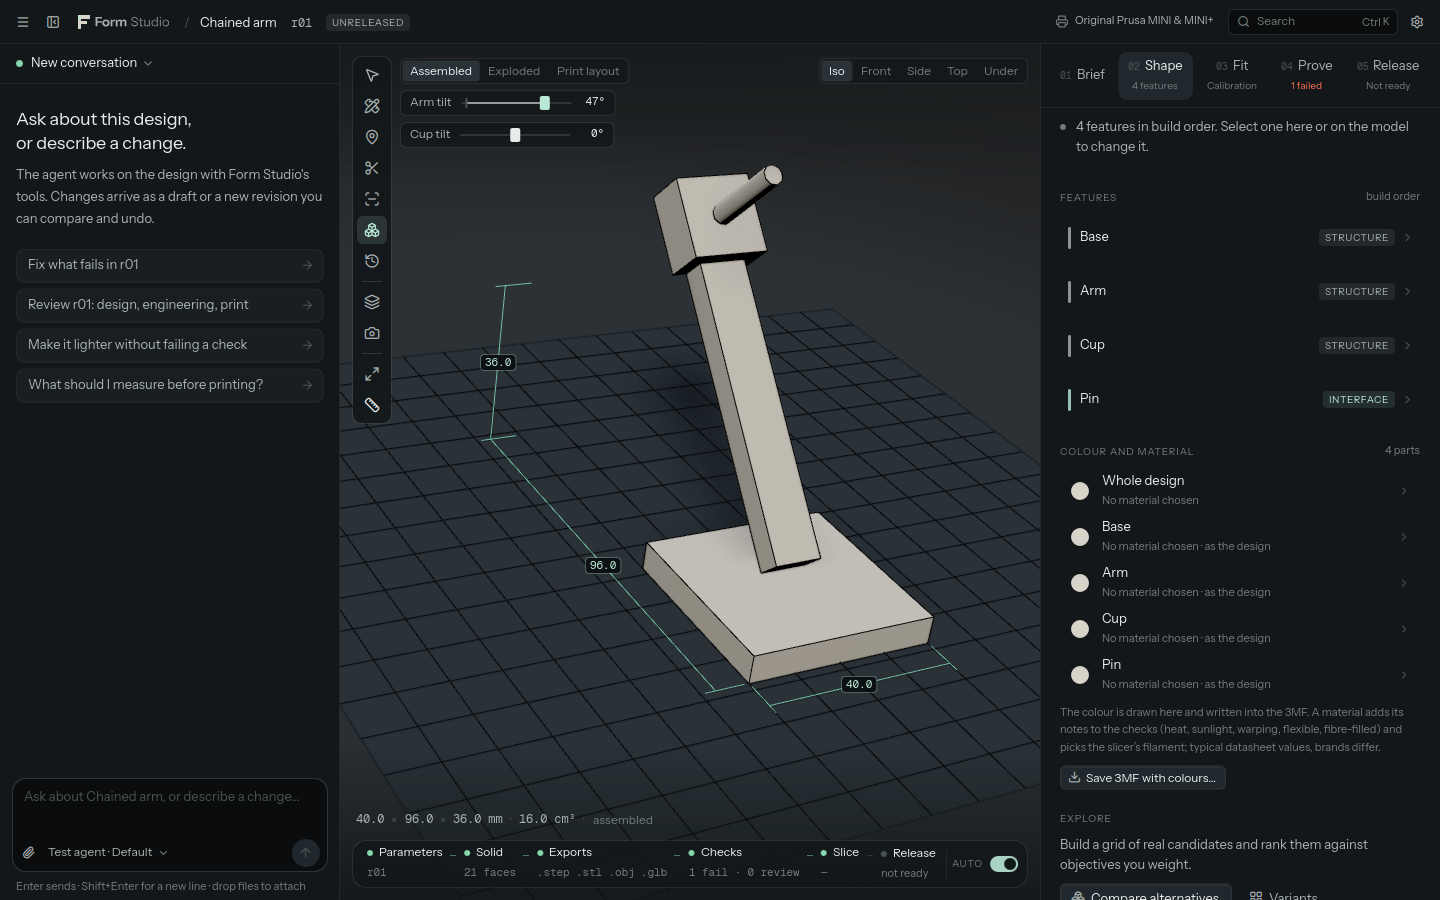 Form Studio / Chained arm r01 UNRELEASED
Original Prusa MINI & MINI+
Search Ctrl K
New conversation
Ask about this design,
or describe a change.
The agent works on the design with Form Studio's
tools. Changes arrive as a draft or a new revision you
can compare and undo.
Fix what fails in r01
Review r01: design, engineering, print
Make it lighter without failing a check
What should I measure before printing?
Ask about Chained arm, or describe a change…
Test agent · Default
Enter sends · Shift+Enter for a new line · drop files to attach
Assembled Exploded Print layout
Arm tilt 47°
Cup tilt 0°
Iso Front Side Top Under
36.0
96.0
40.0
40.0 × 96.0 × 36.0 mm · 16.0 cm³ · assembled
Parameters Solid Exports Checks Slice Release
r01 21 faces .step .stl .obj .glb 1 fail · 0 review — not ready
AUTO
01 Brief
02 Shape
4 features
03 Fit
Calibration
04 Prove
1 failed
05 Release
Not ready
4 features in build order. Select one here or on the model
to change it.
FEATURES build order
Base STRUCTURE
Arm STRUCTURE
Cup STRUCTURE
Pin INTERFACE
COLOUR AND MATERIAL 4 parts
Whole design
No material chosen
Base
No material chosen · as the design
Arm
No material chosen · as the design
Cup
No material chosen · as the design
Pin
No material chosen · as the design
The colour is drawn here and written into the 3MF. A material adds its
notes to the checks (heat, sunlight, warping, flexible, fibre-filled) and
picks the slicer's filament; typical datasheet values, brands differ.
Save 3MF with colours…
EXPLORE
Build a grid of real candidates and rank them against
objectives you weight.
Compare alternatives Variants